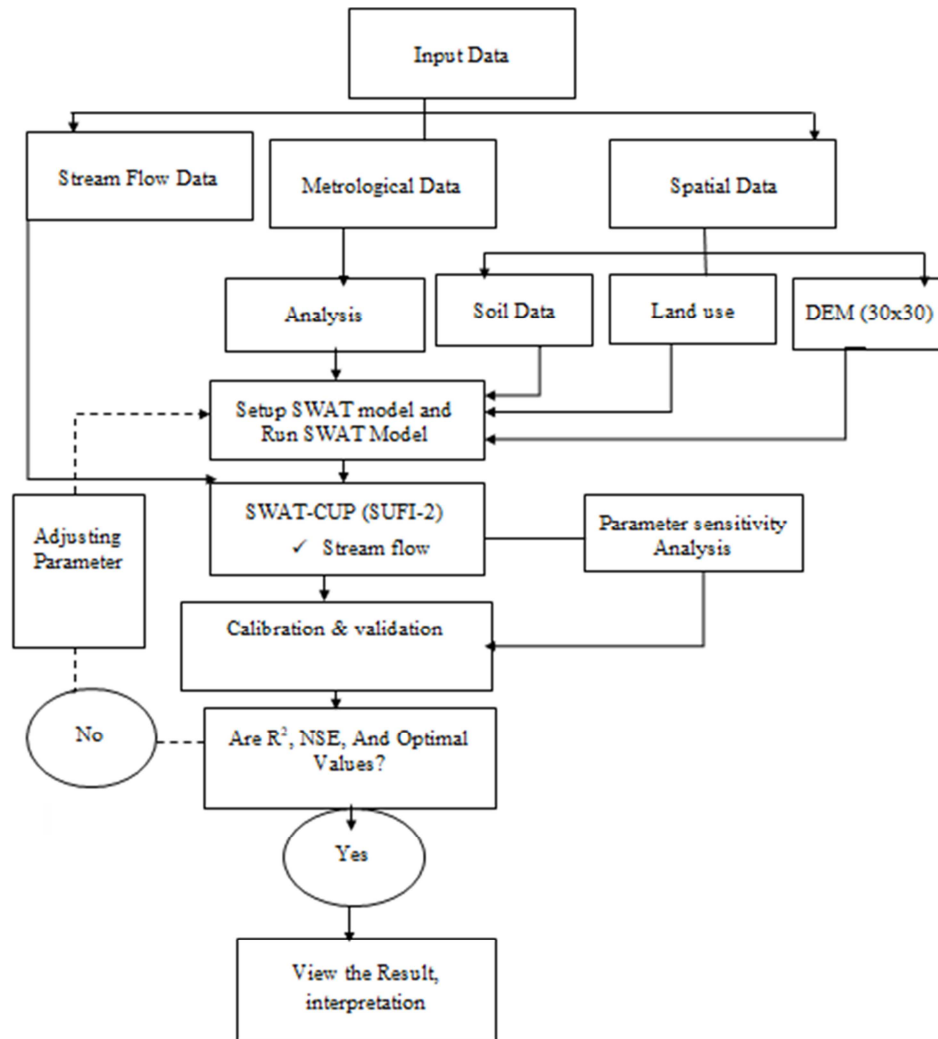 Input Data
Stream Flow Data
Metrological Data
Spatial Data
Analysis
Soil Data
Land use
DEM (30x30)
Setup SWAT model and
Run SWAT Model
SWAT-CUP (SUFI-2)
✓ Stream flow
Parameter sensitivity
Analysis
Adjusting
Parameter
Calibration & validation
No
Are R², NSE, And Optimal
Values?
Yes
View the Result,
interpretation